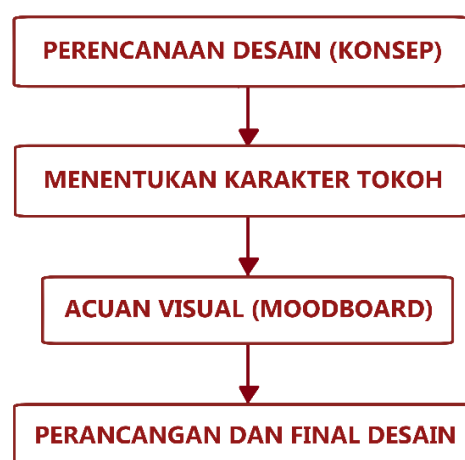 PERENCANAAN DESAIN (KONSEP)
MENENTUKAN KARAKTER TOKOH
ACUAN VISUAL (MOODBOARD)
PERANCANGAN DAN FINAL DESAIN